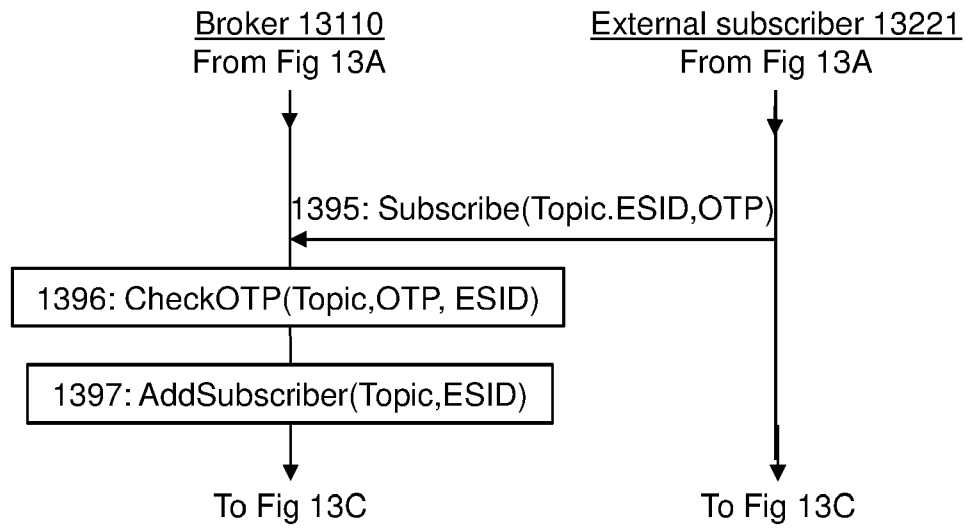 Broker 13110
External subscriber 13221
From Fig 13A
From Fig 13A
1395: Subscribe(Topic.ESID,OTP)
1396: CheckOTP(Topic,OTP, ESID)
1397: AddSubscriber(Topic,ESID)
To Fig 13C
To Fig 13C